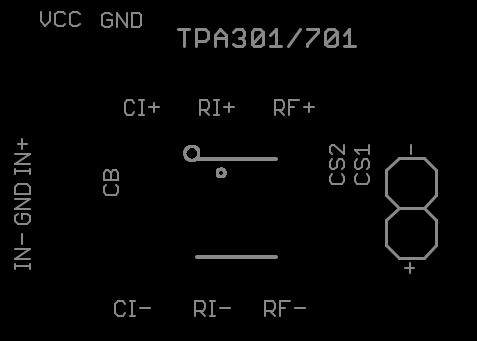 VCC GND
TPA301/701
CI+ RI+ RF+
IN- GND IN+
CB
CS2
CS1
-
+
CI- RI- RF-